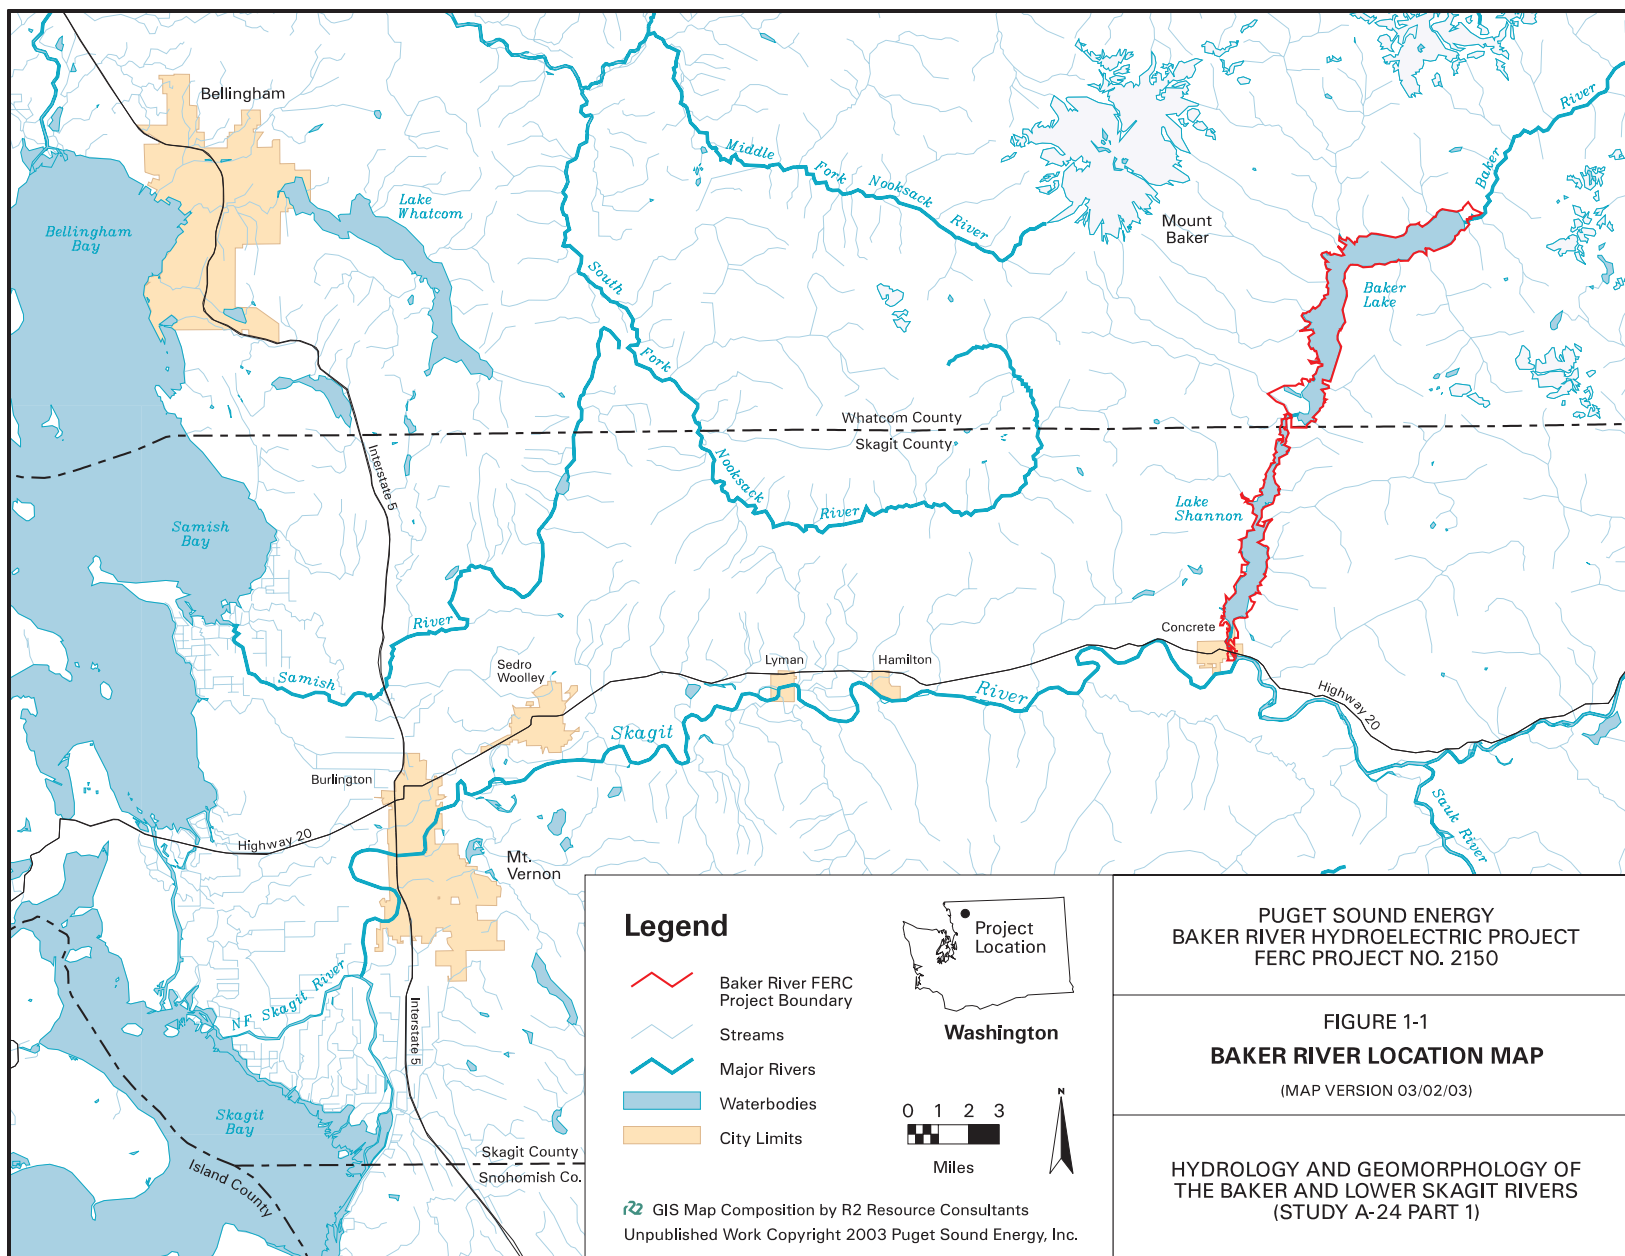 Bellingham
Lake
Whatcom
Bellingham
Bay
Middle
Fork
Nooksack
River
Mount
Baker
Baker
River
Baker
Lake
South
Fork
Nooksack
River
Whatcom County
Skagit County
Interstate 5
Samish
Bay
Lake
Shannon
Samish
River
Concrete
Sedro
Woolley
Lyman
Hamilton
Skagit
River
Highway 20
Sauk River
Burlington
Highway 20
Mt.
Vernon
NF Skagit River
Interstate 5
Skagit
Bay
Island County
Skagit County
Snohomish Co.
Legend
Baker River FERC
Project Boundary
Streams
Major Rivers
Waterbodies
City Limits
Project
Location
Washington
0 1 2 3
Miles
N
R2 GIS Map Composition by R2 Resource Consultants
Unpublished Work Copyright 2003 Puget Sound Energy, Inc.
PUGET SOUND ENERGY
BAKER RIVER HYDROELECTRIC PROJECT
FERC PROJECT NO. 2150
FIGURE 1-1
BAKER RIVER LOCATION MAP
(MAP VERSION 03/02/03)
HYDROLOGY AND GEOMORPHOLOGY OF
THE BAKER AND LOWER SKAGIT RIVERS
(STUDY A-24 PART 1)